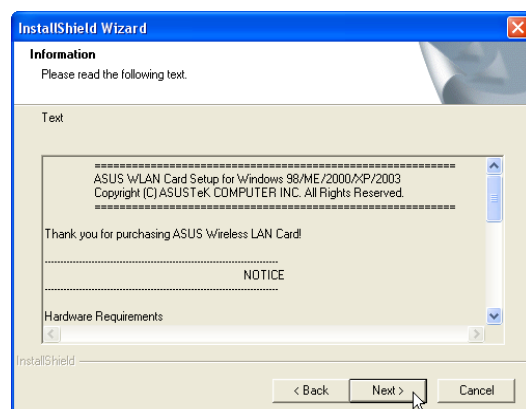 InstallShield Wizard
Information
Please read the following text.
Text
==========================================================
ASUS WLAN Card Setup for Windows 98/ME/2000/XP/2003
Copyright (C) ASUSTeK COMPUTER INC. All Rights Reserved.
==========================================================
Thank you for purchasing ASUS Wireless LAN Card!
----------------------------------------------------------
NOTICE
----------------------------------------------------------
Hardware Requirements
InstallShield
< Back Next > Cancel